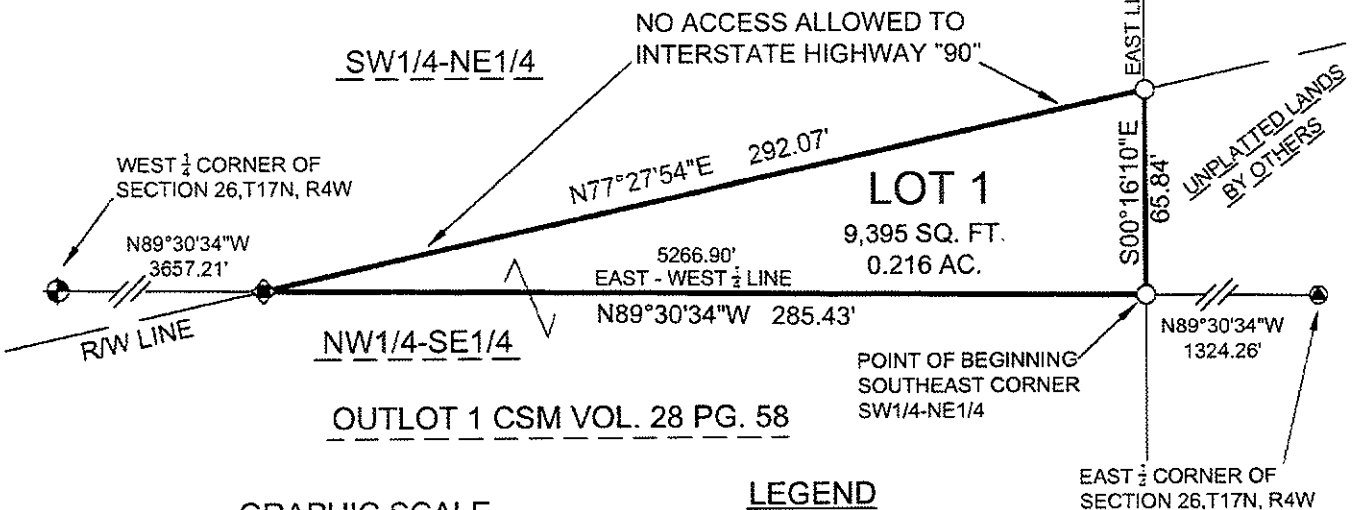 NO ACCESS ALLOWED TO
INTERSTATE HIGHWAY "90"
SW1/4-NE1/4
EAST
UNPLATTED LANDS
BY OTHERS
WEST ¼ CORNER OF
SECTION 26,T17N, R4W
N77°27'54"E 292.07'
LOT 1
9,395 SQ. FT.
0.216 AC.
S00°16'10"E
65.84'
N89°30'34"W
3657.21'
5266.90'
EAST - WEST ½ LINE
N89°30'34"W 285.43'
R/W LINE
NW1/4-SE1/4
N89°30'34"W
1324.26'
POINT OF BEGINNING
SOUTHEAST CORNER
SW1/4-NE1/4
OUTLOT 1 CSM VOL. 28 PG. 58
EAST ½ CORNER OF
SECTION 26,T17N, R4W
GRAPHIC SCALE
LEGEND